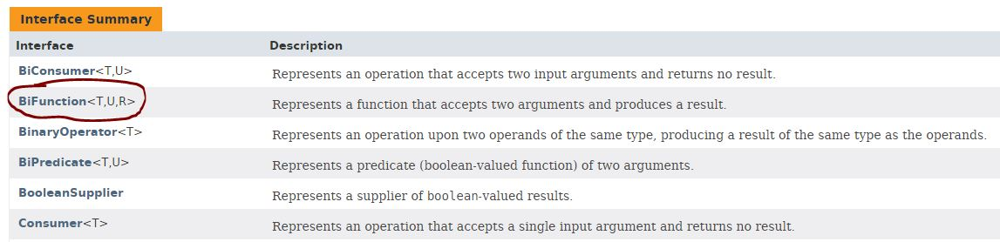 Interface Summary
Interface Description
BiConsumer<T,U> Represents an operation that accepts two input arguments and returns no result.
BiFunction<T,U,R> Represents a function that accepts two arguments and produces a result.
BinaryOperator<T> Represents an operation upon two operands of the same type, producing a result of the same type as the operands.
BiPredicate<T,U> Represents a predicate (boolean-valued function) of two arguments.
BooleanSupplier Represents a supplier of boolean-valued results.
Consumer<T> Represents an operation that accepts a single input argument and returns no result.